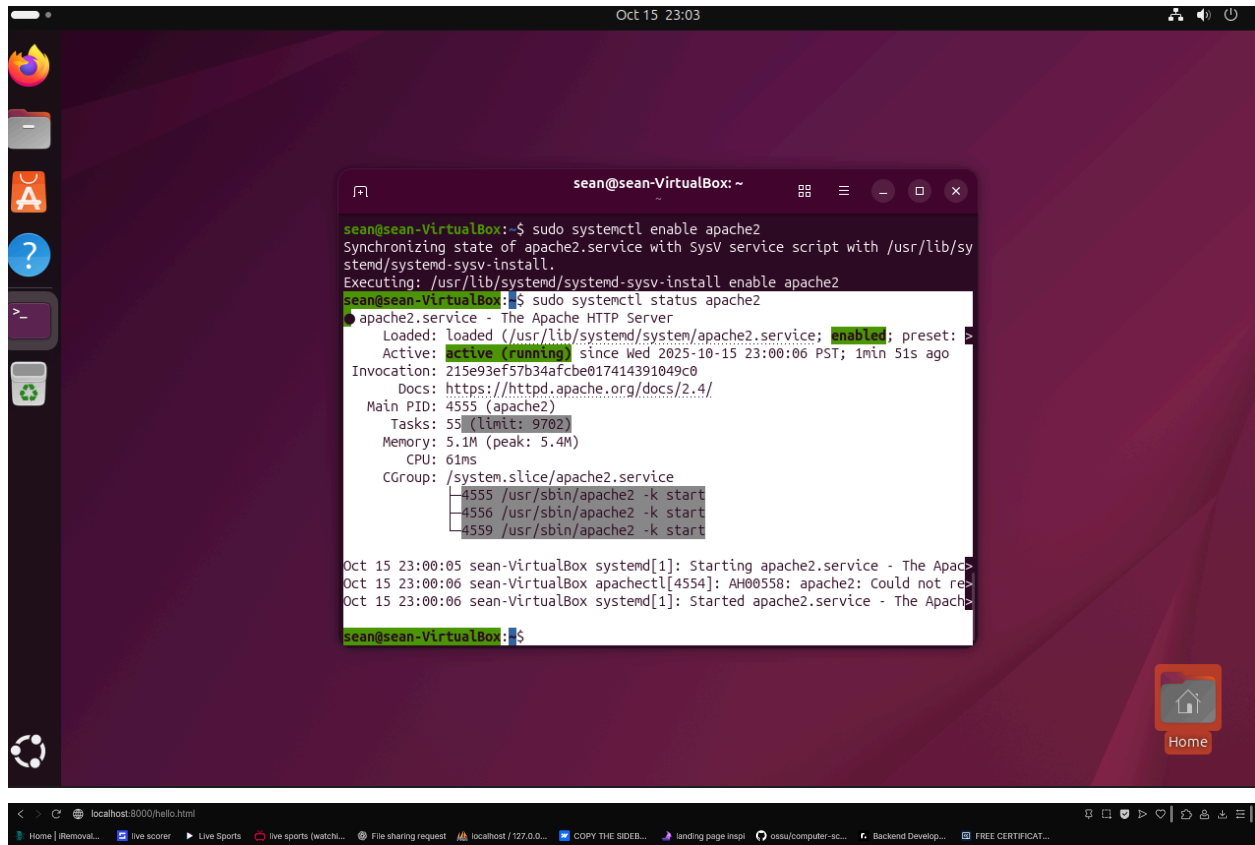 Oct 15 23:03
sean@sean-VirtualBox: ~
~
sean@sean-VirtualBox:~$ sudo systemctl enable apache2
Synchronizing state of apache2.service with SysV service script with /usr/lib/sy
stemd/systemd-sysv-install.
Executing: /usr/lib/systemd/systemd-sysv-install enable apache2
sean@sean-VirtualBox:~$ sudo systemctl status apache2
● apache2.service - The Apache HTTP Server
Loaded: loaded (/usr/lib/systemd/system/apache2.service; enabled; preset: >
Active: active (running) since Wed 2025-10-15 23:00:06 PST; 1min 51s ago
Invocation: 215e93ef57b34afcbe017414391049c0
Docs: https://httpd.apache.org/docs/2.4/
Main PID: 4555 (apache2)
Tasks: 55 (limit: 9702)
Memory: 5.1M (peak: 5.4M)
CPU: 61ms
CGroup: /system.slice/apache2.service
├─4555 /usr/sbin/apache2 -k start
├─4556 /usr/sbin/apache2 -k start
└─4559 /usr/sbin/apache2 -k start
Oct 15 23:00:05 sean-VirtualBox systemd[1]: Starting apache2.service - The Apac>
Oct 15 23:00:06 sean-VirtualBox apachectl[4554]: AH00558: apache2: Could not re>
Oct 15 23:00:06 sean-VirtualBox systemd[1]: Started apache2.service - The Apach>
sean@sean-VirtualBox:~$
Home
localhost:8000/hello.html
Home | iRemoval... live scorer Live Sports live sports (watchi... File sharing request localhost / 127.0.0... COPY THE SIDEB... landing page inspi ossu/computer-sc... Backend Develop... FREE CERTIFICAT...